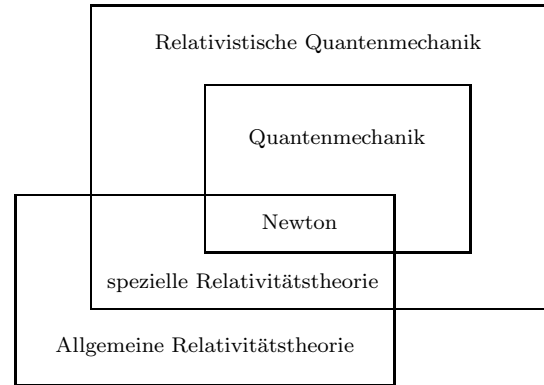 Relativistische Quantenmechanik
Quantenmechanik
Newton
spezielle Relativitätstheorie
Allgemeine Relativitätstheorie